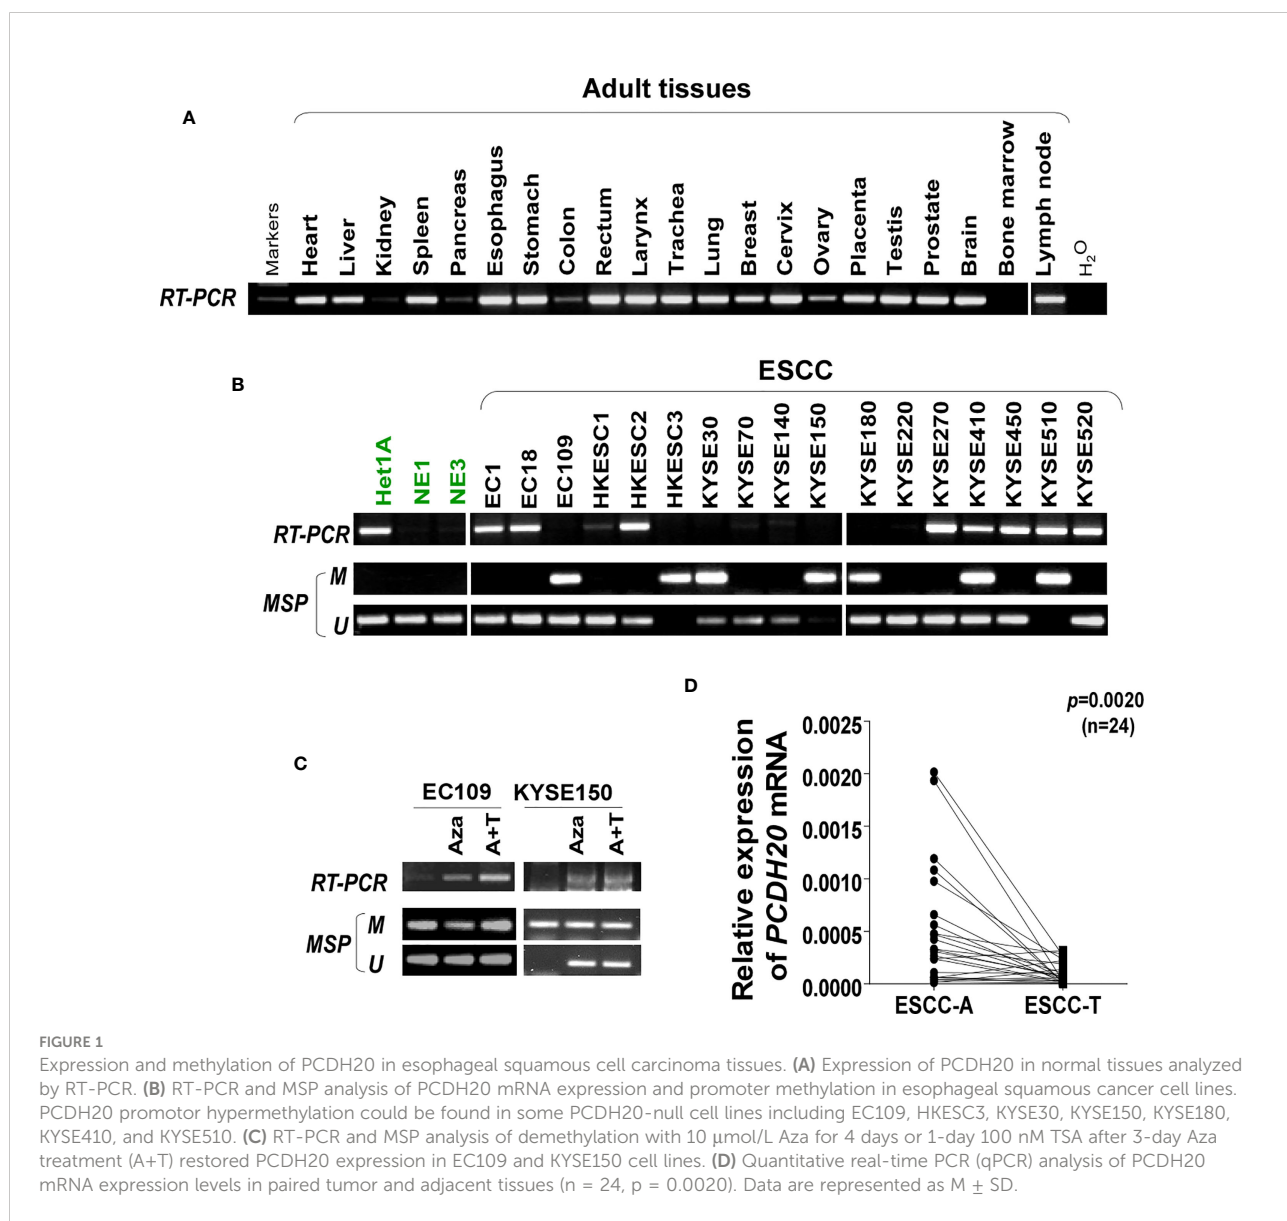 Adult tissues
A
Markers
Heart
Liver
Kidney
Spleen
Pancreas
Esophagus
Stomach
Colon
Rectum
Larynx
Trachea
Lung
Breast
Cervix
Ovary
Placenta
Testis
Prostate
Brain
Bone marrow
Lymph node
H2O
RT-PCR
B
ESCC
Het1A
NE1
NE3
EC1
EC18
EC109
HKESC1
HKESC2
HKESC3
KYSE30
KYSE70
KYSE140
KYSE150
KYSE180
KYSE220
KYSE270
KYSE410
KYSE450
KYSE510
KYSE520
RT-PCR
MSP
M
U
C
EC109 KYSE150
Aza
A+T
Aza
A+T
RT-PCR
MSP
M
U
D
p=0.0020
(n=24)
Relative expression
of PCDH20 mRNA
0.0025
0.0020
0.0015
0.0010
0.0005
0.0000
ESCC-A ESCC-T
FIGURE 1
Expression and methylation of PCDH20 in esophageal squamous cell carcinoma tissues. (A) Expression of PCDH20 in normal tissues analyzed
by RT-PCR. (B) RT-PCR and MSP analysis of PCDH20 mRNA expression and promoter methylation in esophageal squamous cancer cell lines.
PCDH20 promotor hypermethylation could be found in some PCDH20-null cell lines including EC109, HKESC3, KYSE30, KYSE150, KYSE180,
KYSE410, and KYSE510. (C) RT-PCR and MSP analysis of demethylation with 10 μmol/L Aza for 4 days or 1-day 100 nM TSA after 3-day Aza
treatment (A+T) restored PCDH20 expression in EC109 and KYSE150 cell lines. (D) Quantitative real-time PCR (qPCR) analysis of PCDH20
mRNA expression levels in paired tumor and adjacent tissues (n = 24, p = 0.0020). Data are represented as M ± SD.